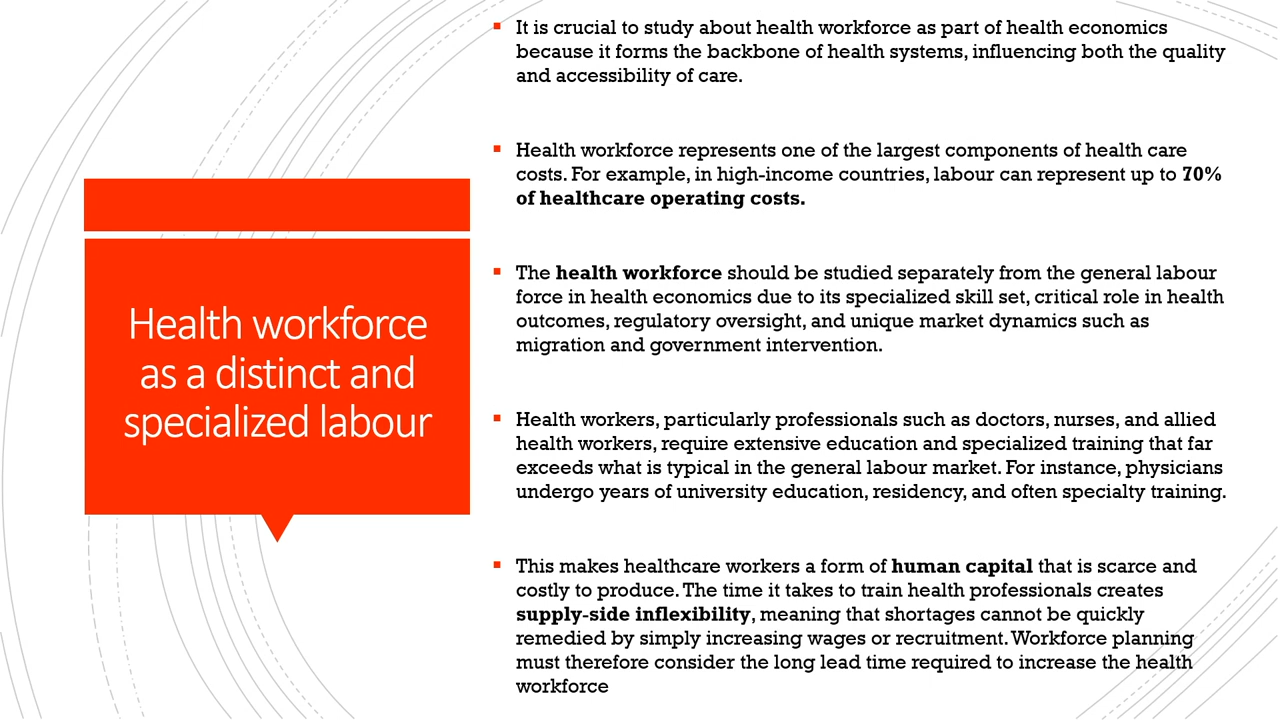 Health workforce
as a distinct and
specialized labour
▪ It is crucial to study about health workforce as part of health economics
because it forms the backbone of health systems, influencing both the quality
and accessibility of care.
▪ Health workforce represents one of the largest components of health care
costs. For example, in high-income countries, labour can represent up to 70%
of healthcare operating costs.
▪ The health workforce should be studied separately from the general labour
force in health economics due to its specialized skill set, critical role in health
outcomes, regulatory oversight, and unique market dynamics such as
migration and government intervention.
▪ Health workers, particularly professionals such as doctors, nurses, and allied
health workers, require extensive education and specialized training that far
exceeds what is typical in the general labour market. For instance, physicians
undergo years of university education, residency, and often specialty training.
▪ This makes healthcare workers a form of human capital that is scarce and
costly to produce. The time it takes to train health professionals creates
supply-side inflexibility, meaning that shortages cannot be quickly
remedied by simply increasing wages or recruitment. Workforce planning
must therefore consider the long lead time required to increase the health
workforce